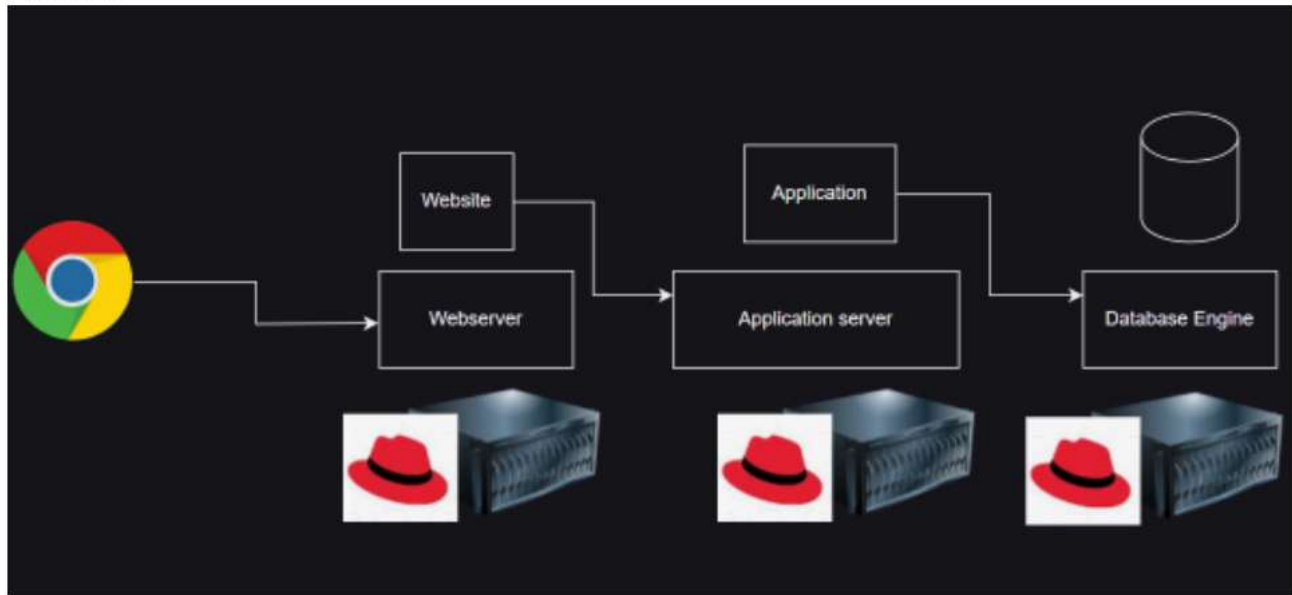 Website
Application
Webserver
Application server
Database Engine